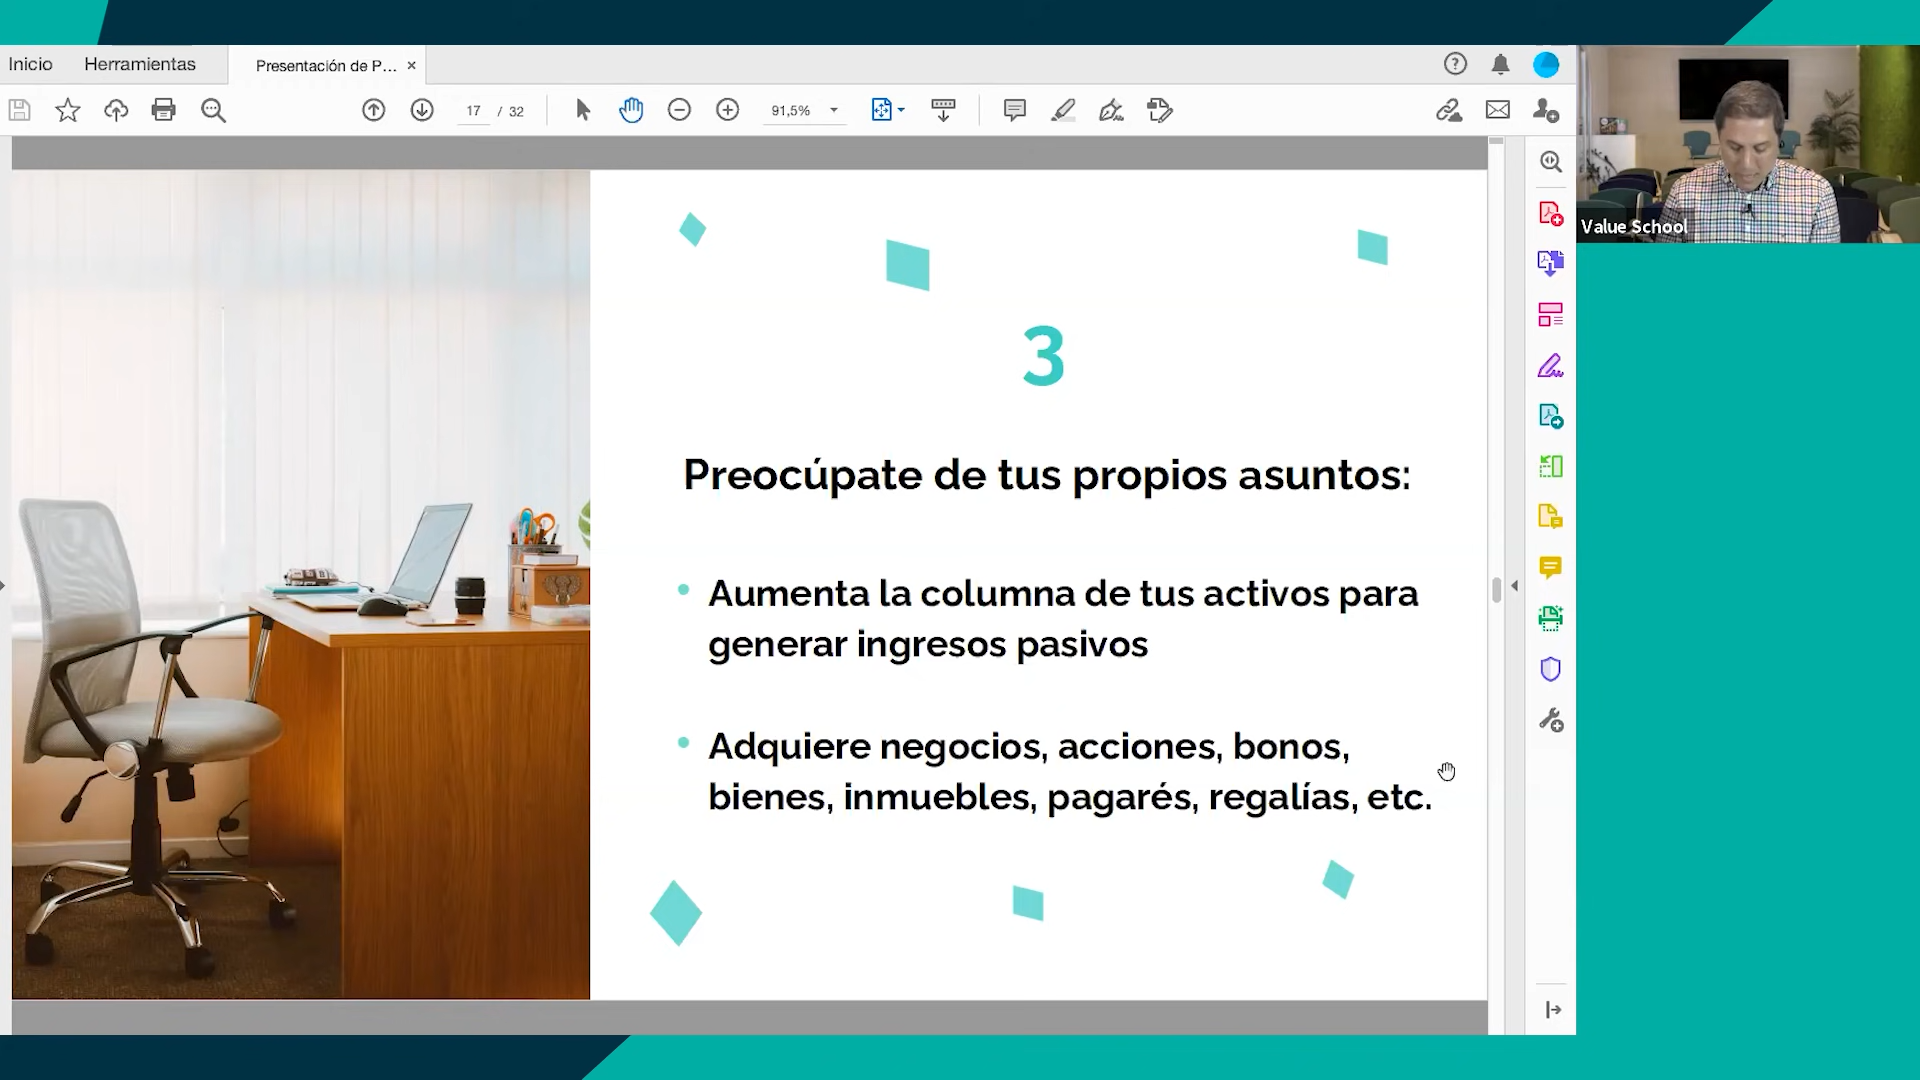 Inicio
Herramientas
Presentación de P...
17 / 32
91,5%
Value School
3
Preocúpate de tus propios asuntos:
Aumenta la columna de tus activos para
generar ingresos pasivos
Adquiere negocios, acciones, bonos,
bienes, inmuebles, pagarés, regalías, etc.